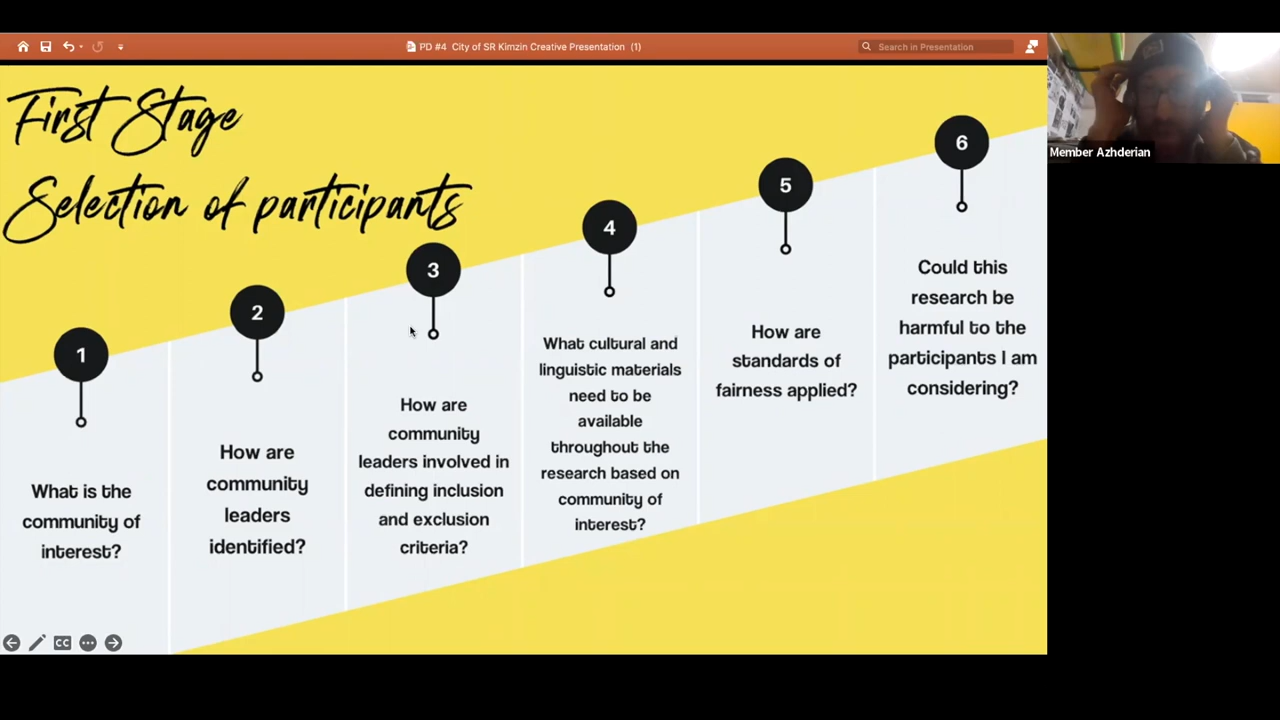 PD #4 City of SR Kimzin Creative Presentation (1)
Search in Presentation
Member Azhderian
First Stage
Selection of participants
1
What is the
community of
interest?
2
How are
community
leaders
identified?
3
How are
community
leaders involved in
defining inclusion
and exclusion
criteria?
4
What cultural and
linguistic materials
need to be
available
throughout the
research based on
community of
interest?
5
How are
standards of
fairness applied?
6
Could this
research be
harmful to the
participants I am
considering?
CC